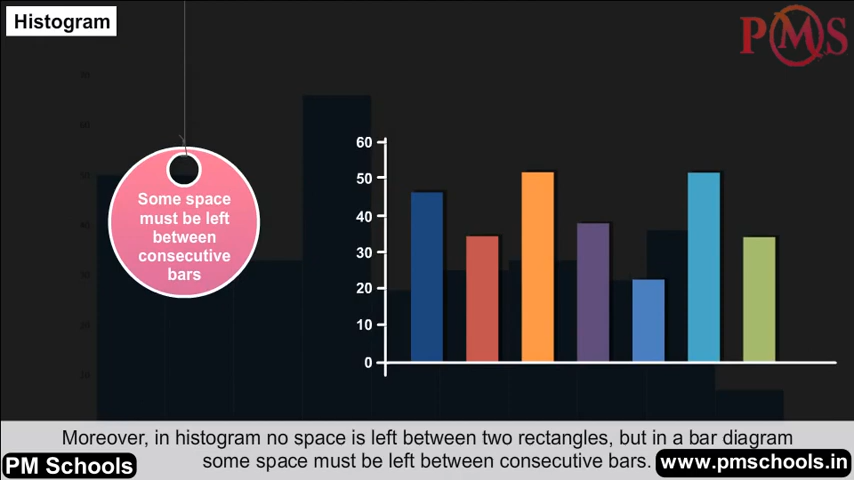 Histogram
PMS
Some space
must be left
between
consecutive
bars
60
50
40
30
20
10
0
Moreover, in histogram no space is left between two rectangles, but in a bar diagram
some space must be left between consecutive bars.
PM Schools
www.pmschools.in